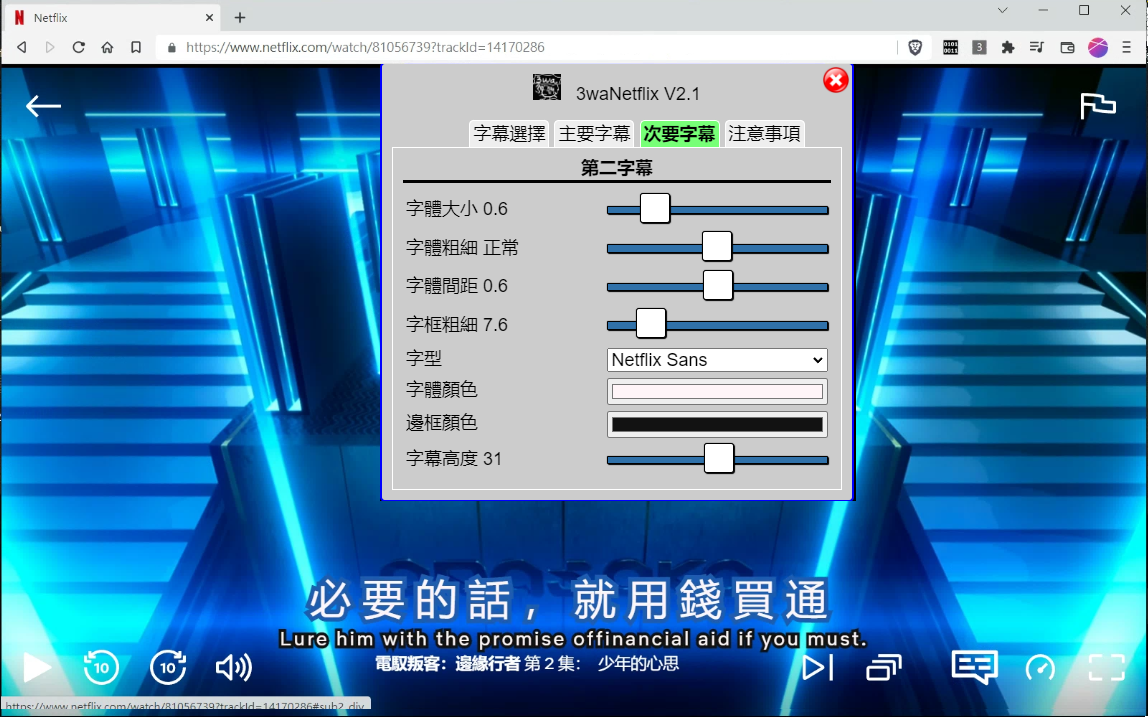 Netflix
https://www.netflix.com/watch/81056739?trackId=14170286
3
3wa
3waNetflix V2.1
字幕選擇 主要字幕 次要字幕 注意事項
第二字幕
字體大小 0.6
字體粗細 正常
字體間距 0.6
字框粗細 7.6
字型 Netflix Sans
字體顏色
邊框顏色
字幕高度 31
必要的話，就用錢買通
Lure him with the promise offinancial aid if you must.
10 10 電馭叛客：邊緣行者 第 2 集： 少年的心思
https://www.netflix.com/watch/81056739?trackId=14170286#sub2_div